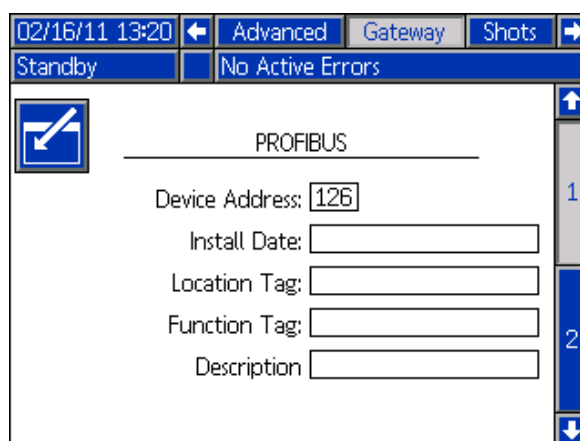 02/16/11 13:20 Advanced Gateway Shots
Standby No Active Errors
PROFIBUS
1
Device Address: 126
Install Date:
Location Tag:
Function Tag:
2
Description